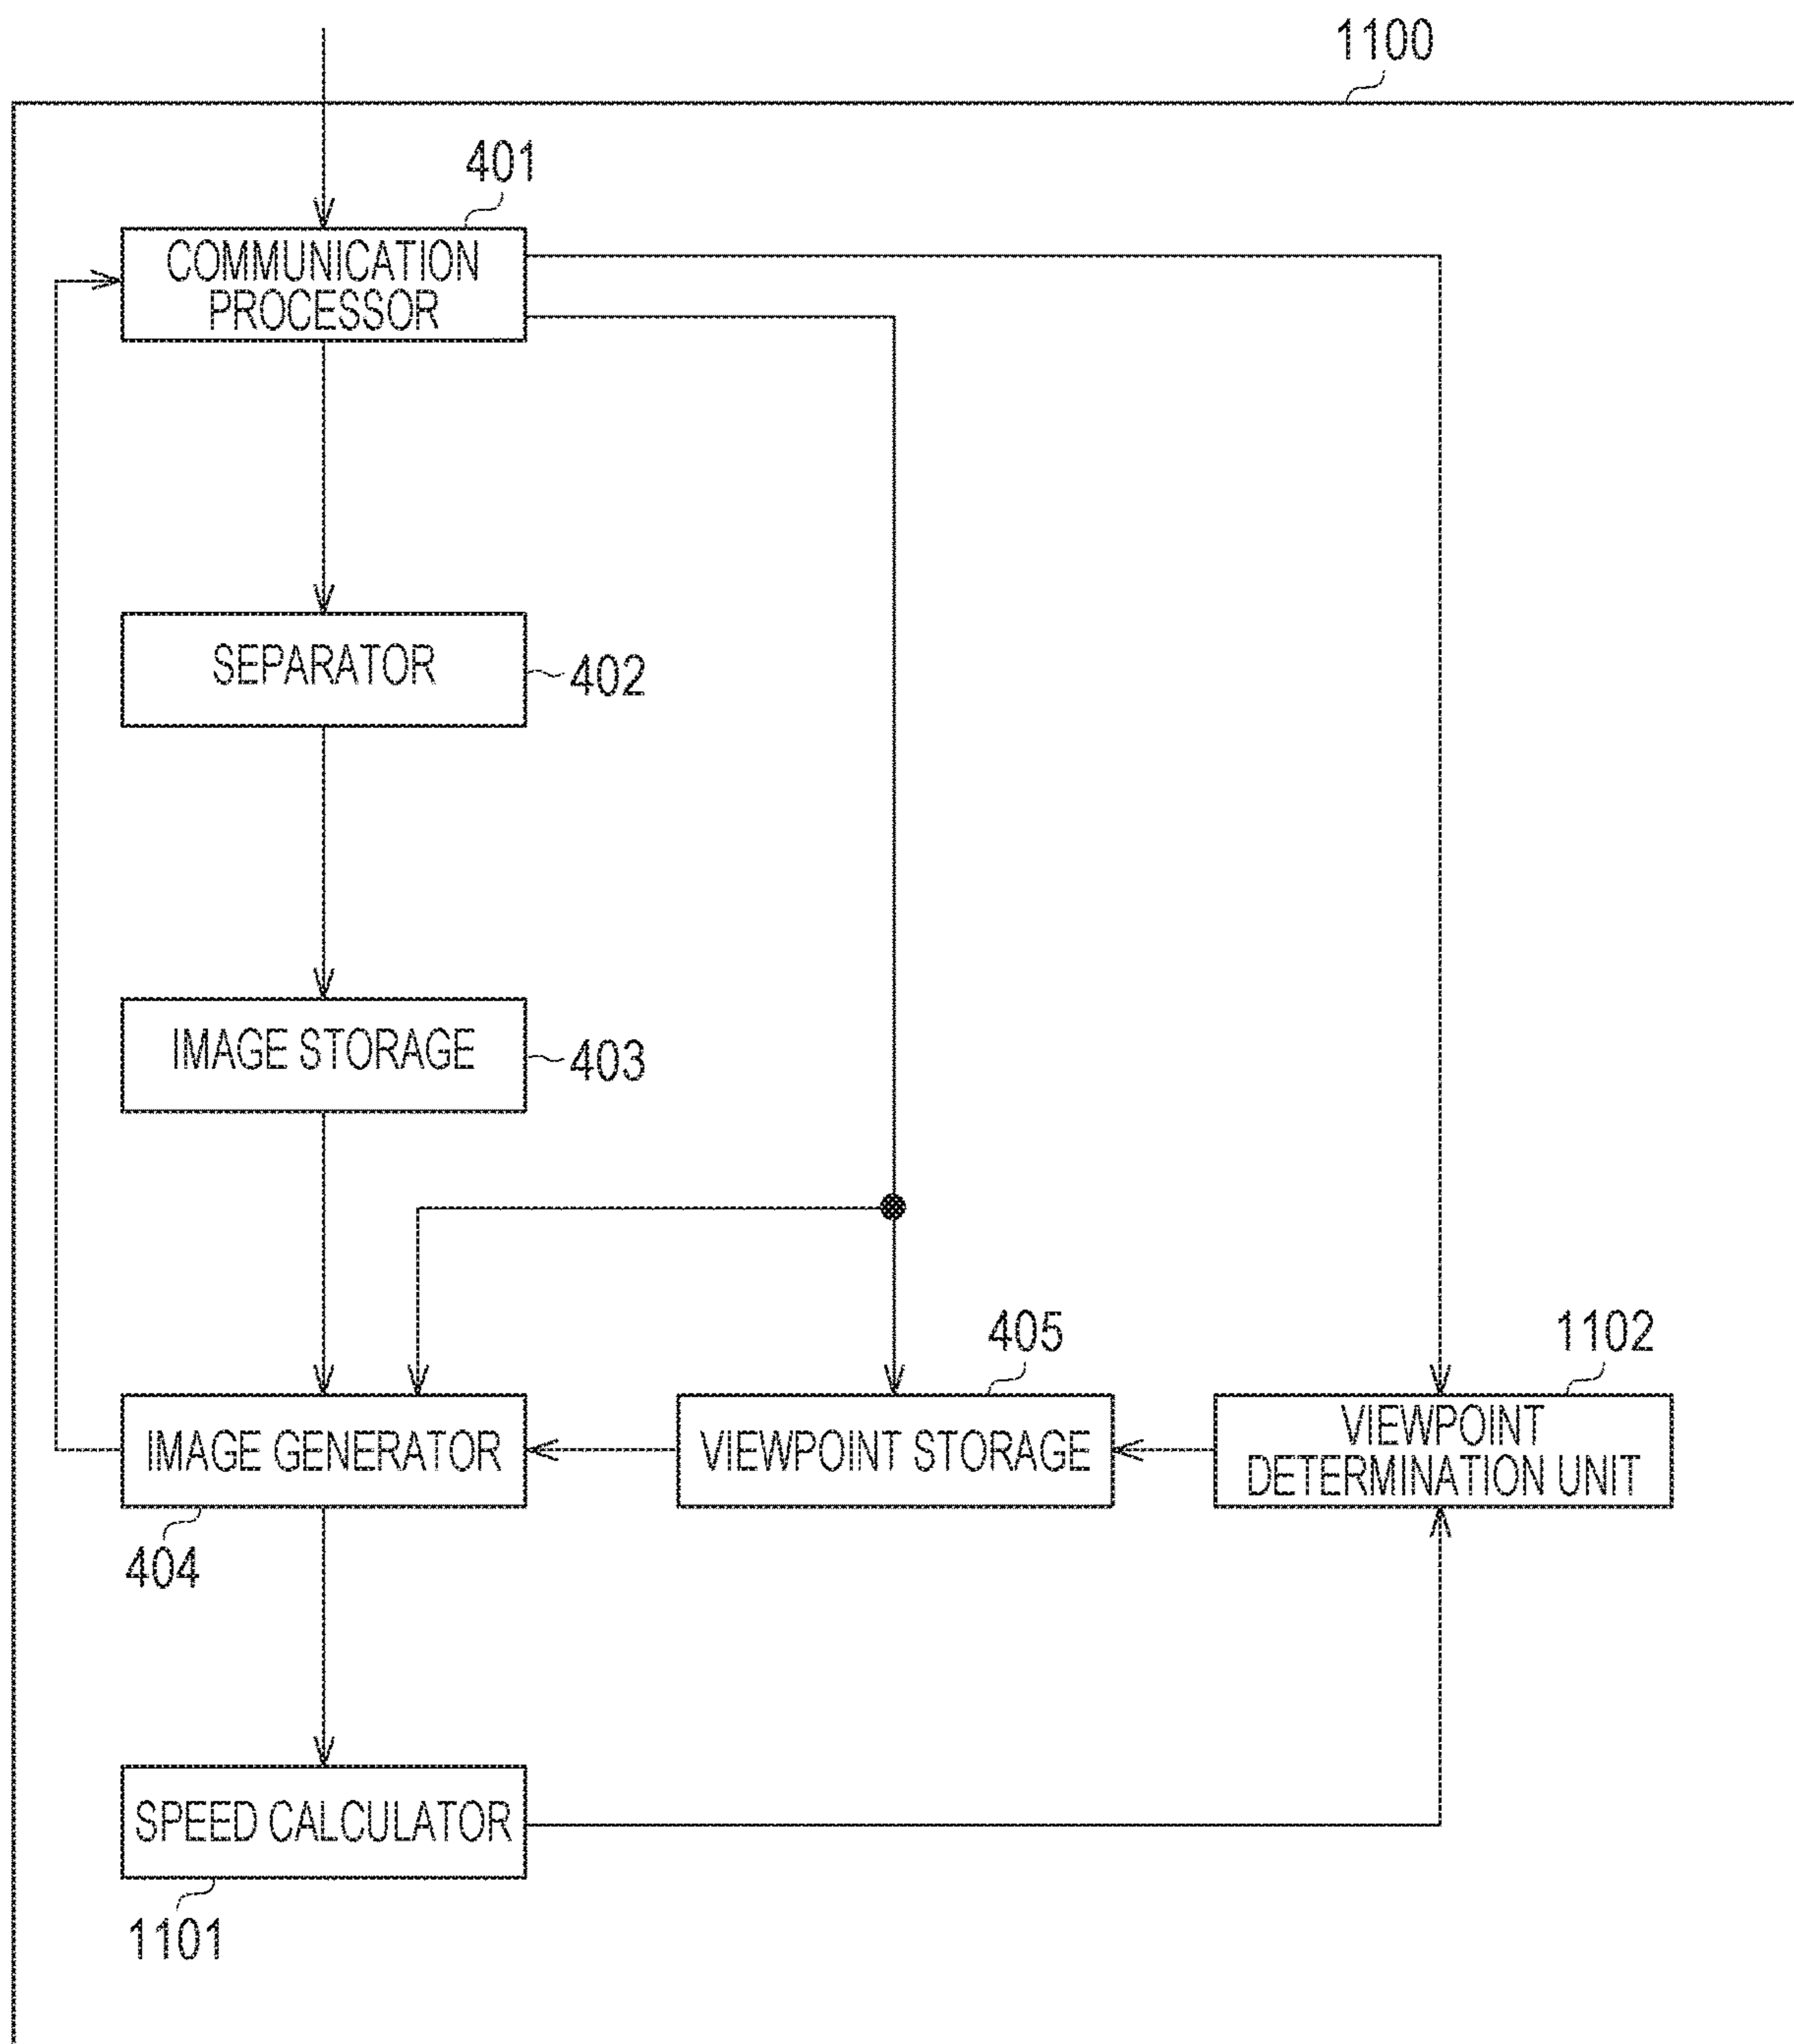 1100
401
COMMUNICATION
PROCESSOR
SEPARATOR
402
IMAGE STORAGE
403
405
1102
IMAGE GENERATOR
VIEWPOINT STORAGE
VIEWPOINT
DETERMINATION UNIT
404
SPEED CALCULATOR
1101